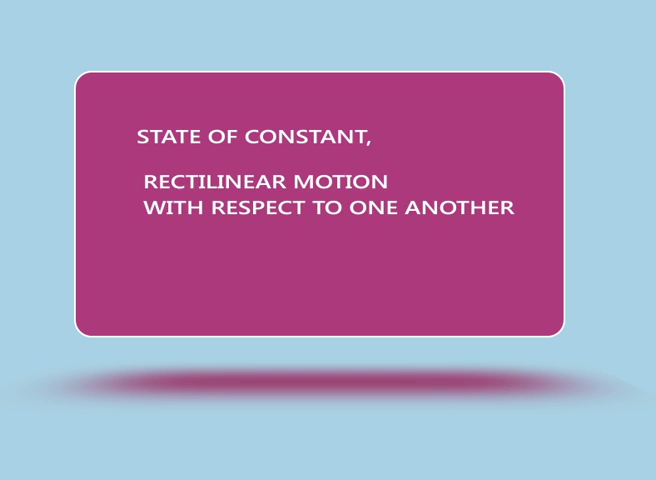 STATE OF CONSTANT,
RECTILINEAR MOTION
WITH RESPECT TO ONE ANOTHER